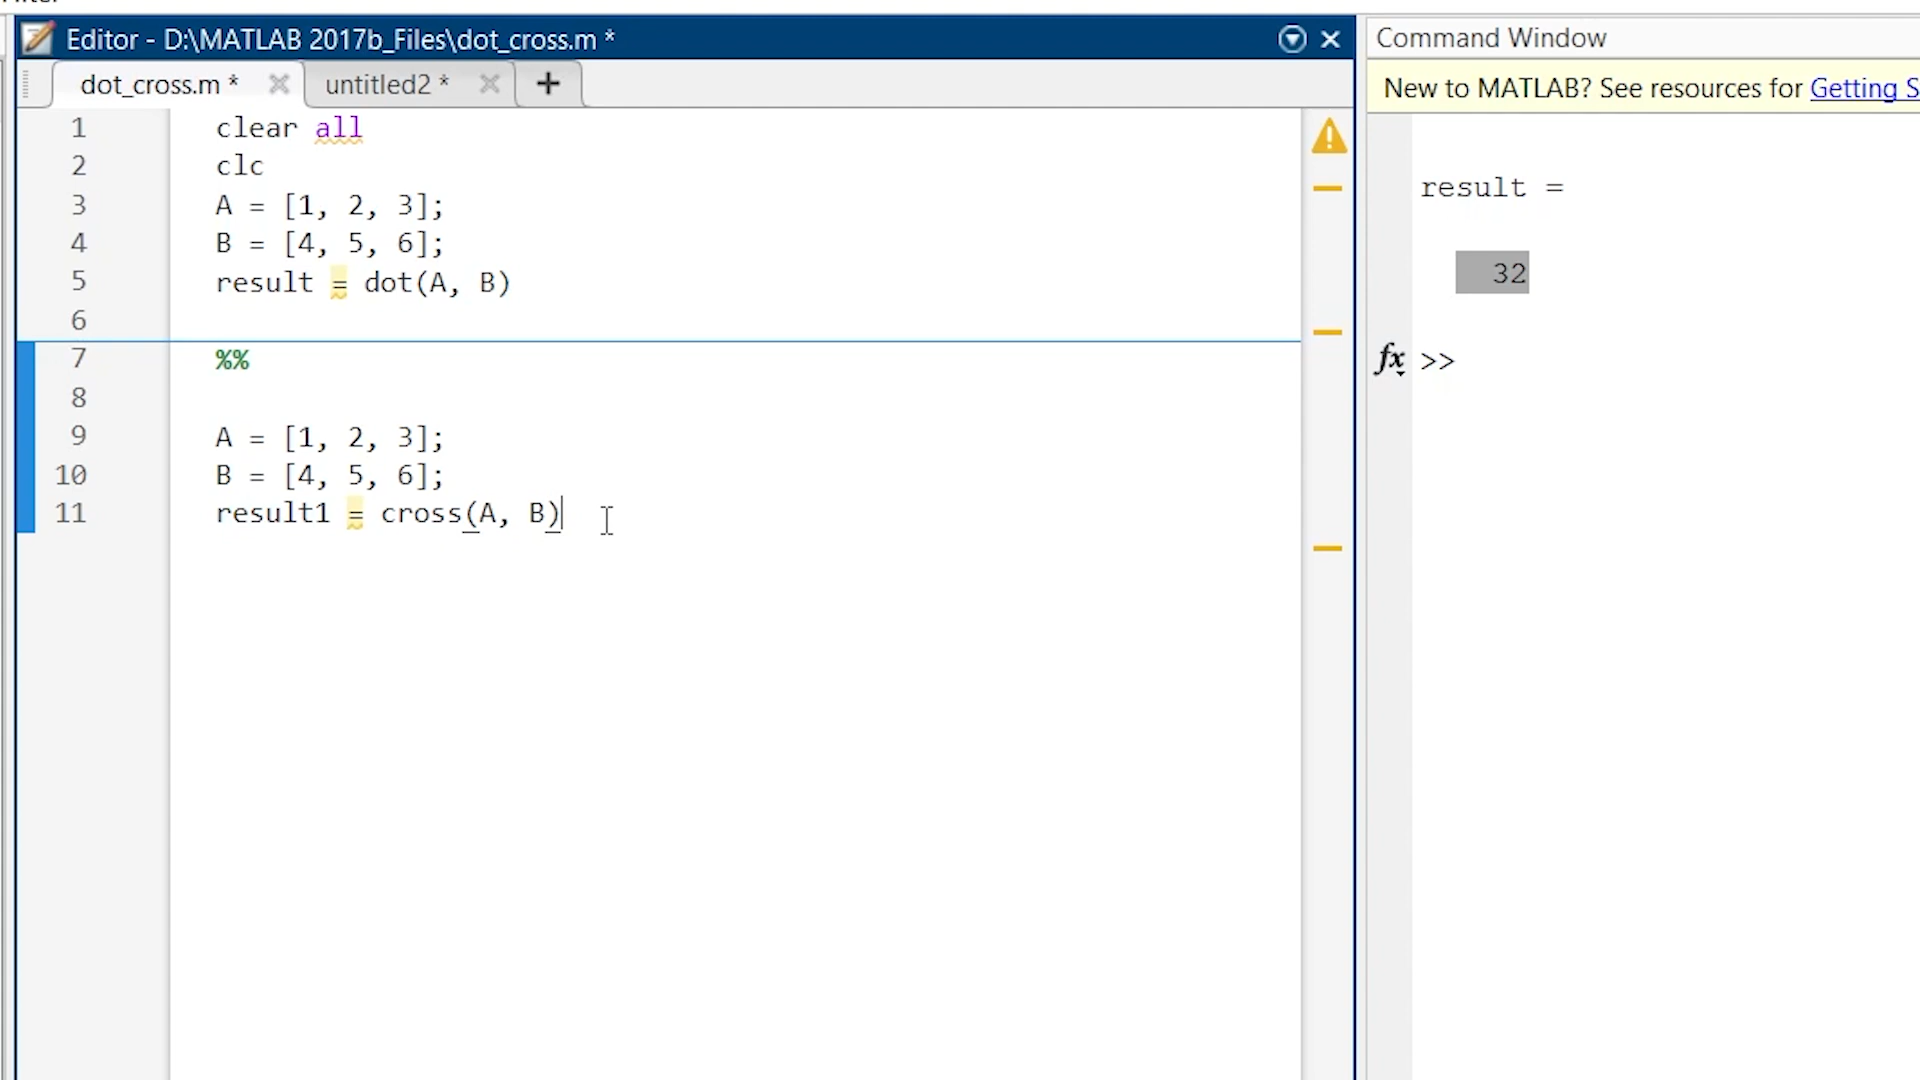 Editor - D:\MATLAB 2017b_Files\dot_cross.m *
dot_cross.m *
untitled2 *
1 clear all
2 clc
3 A = [1, 2, 3];
4 B = [4, 5, 6];
5 result = dot(A, B)
6
7 %%
8
9 A = [1, 2, 3];
10 B = [4, 5, 6];
11 result1 = cross(A, B)
Command Window
New to MATLAB? See resources for Getting S
result =
32
fx >>